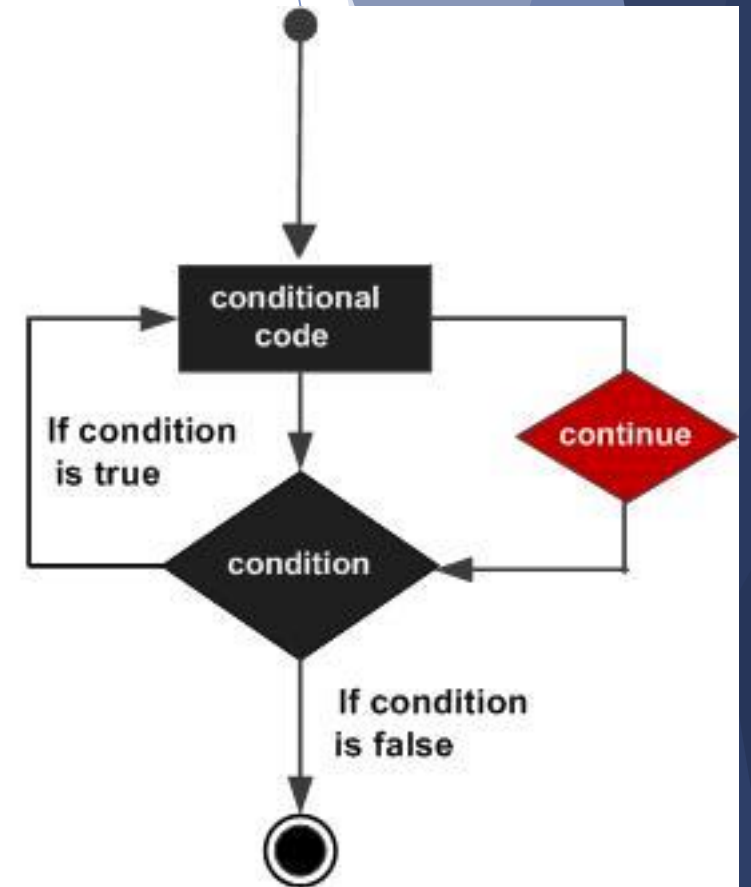 conditional
code
If condition
is true
continue
condition
If condition
is false